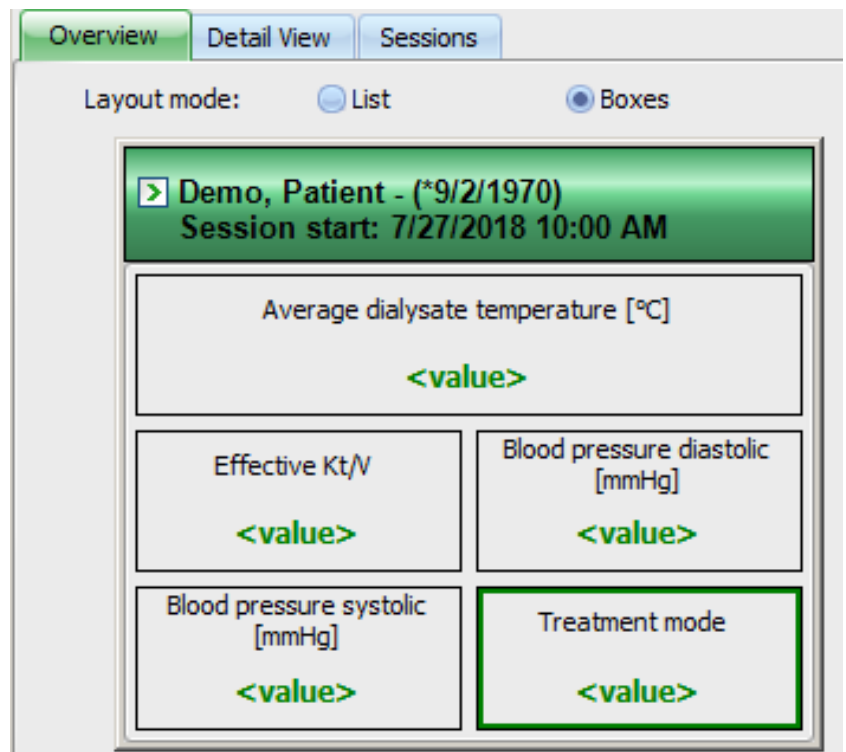 Overview Detail View Sessions
Layout mode: List Boxes
Demo, Patient - (*9/2/1970)
Session start: 7/27/2018 10:00 AM
Average dialysate temperature [°C]
<value>
Effective Kt/V
<value>
Blood pressure diastolic
[mmHg]
<value>
Blood pressure systolic
[mmHg]
<value>
Treatment mode
<value>